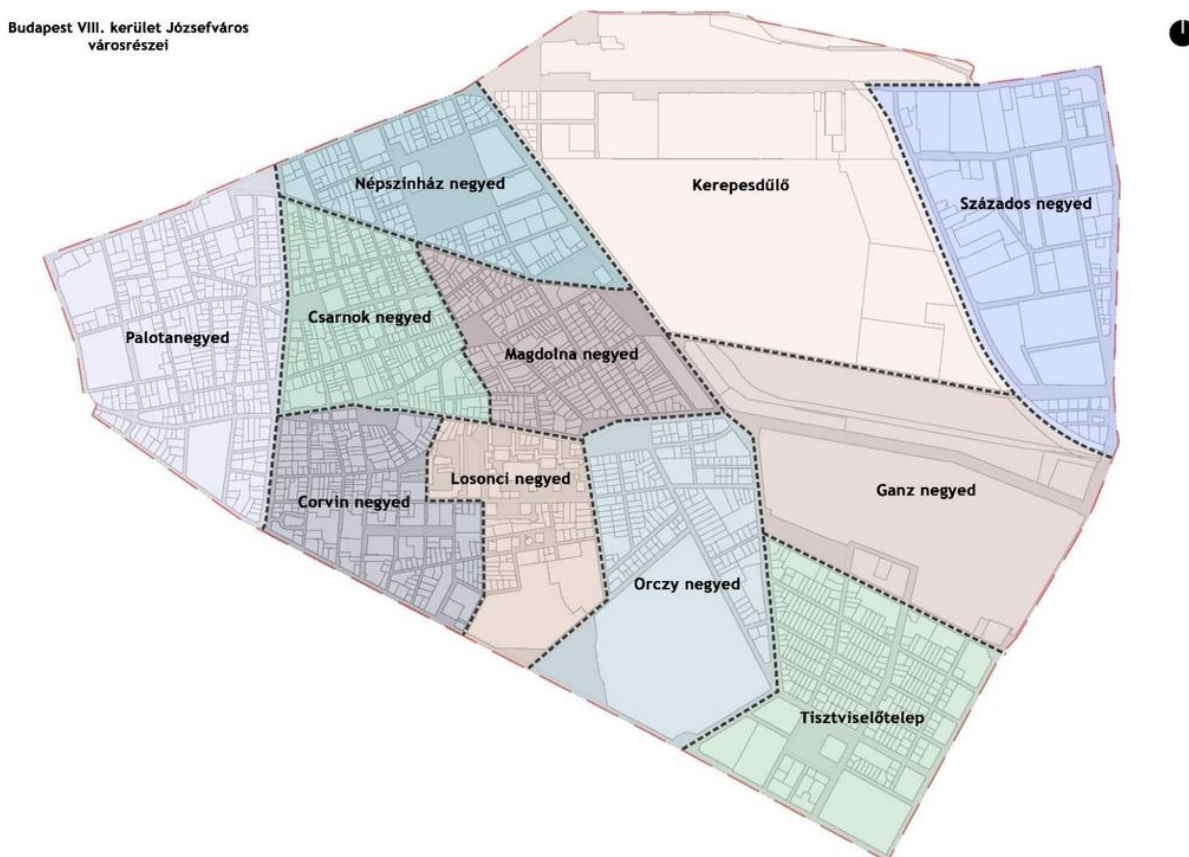 Budapest VIII. kerület Józsefváros
városrészei
Népszínház negyed
Kerepesdűlő
Százados negyed
Csarnok negyed
Palotanegyed
Magdolna negyed
Losonci negyed
Corvin negyed
Ganz negyed
Orczy negyed
Tisztviselőtelep